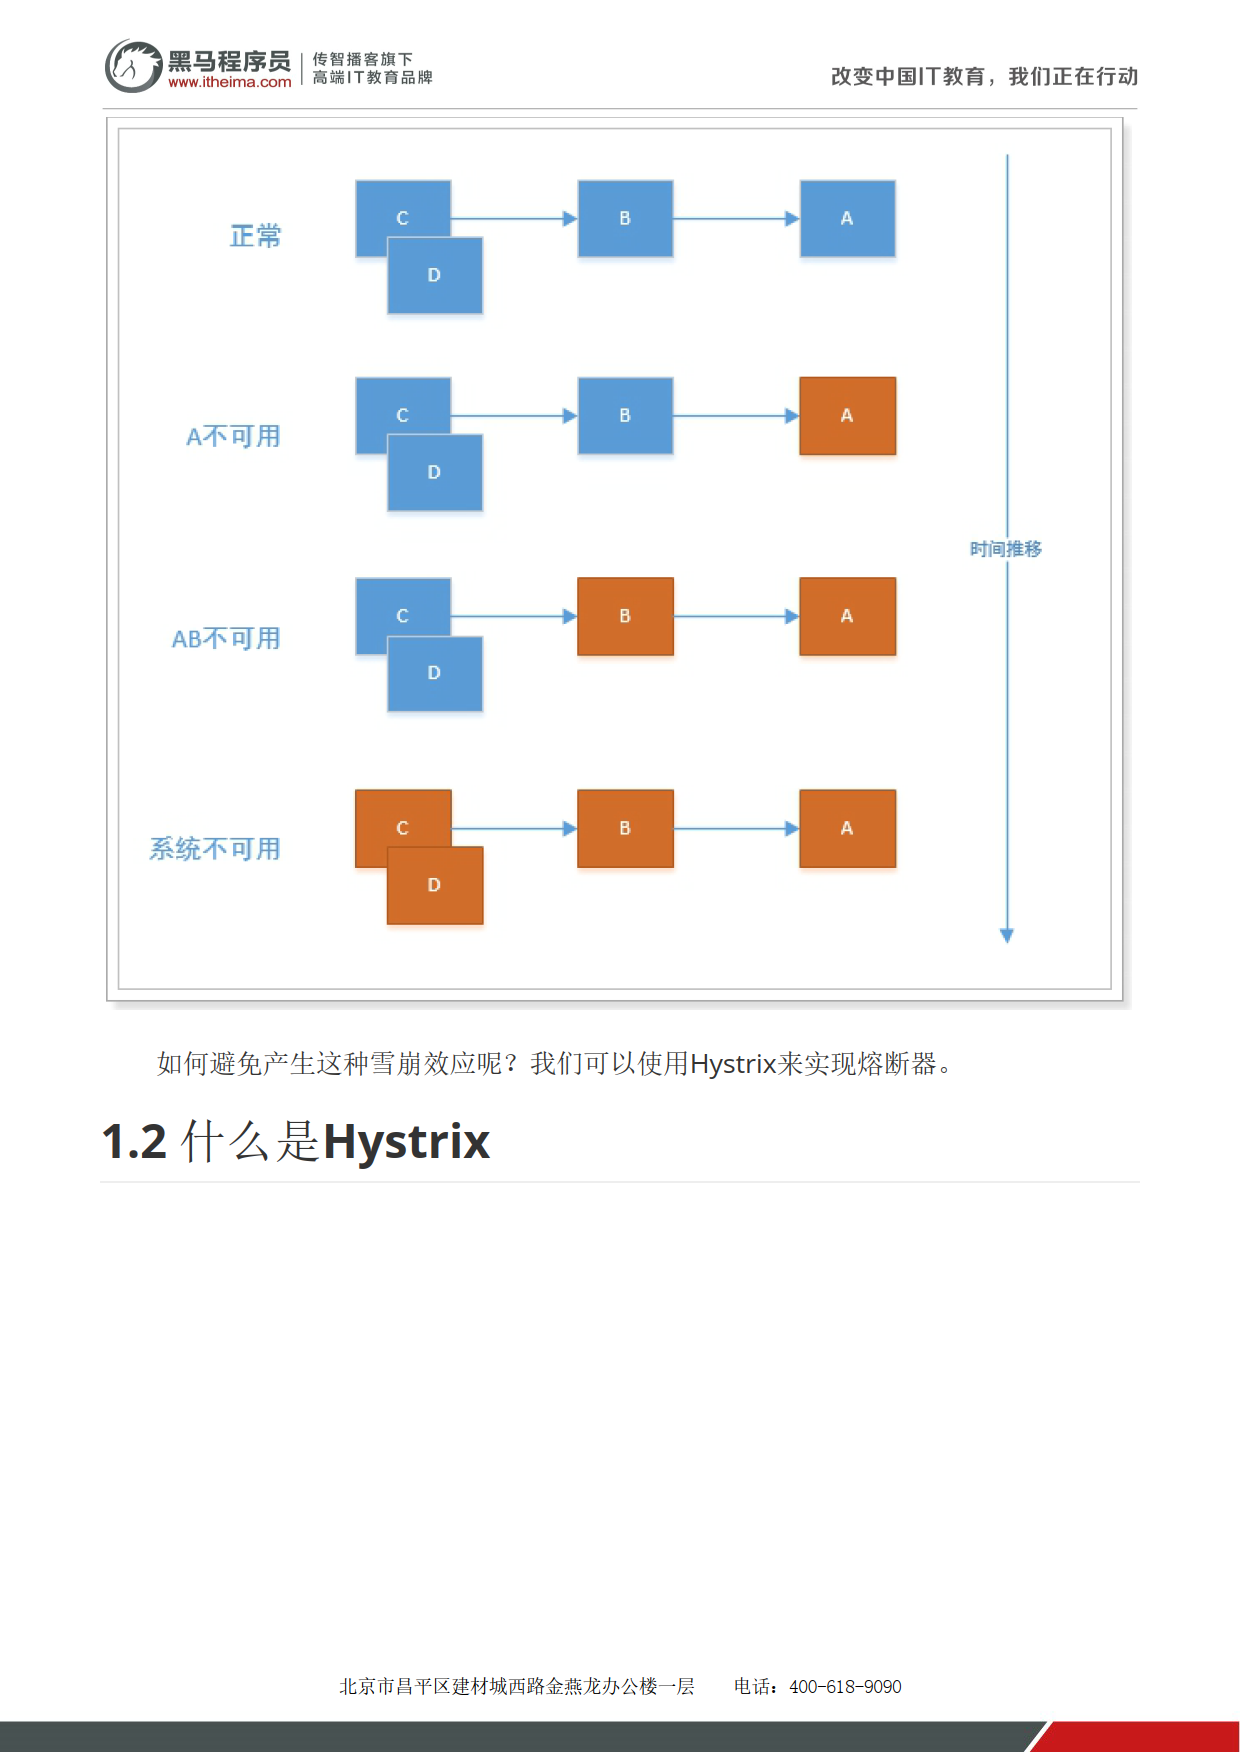 黑马程序员
www.itheima.com
传智播客旗下
高端IT教育品牌
改变中国IT教育，我们正在行动
正常
C
B
A
D
A不可用
C
B
A
D
时间推移
AB不可用
C
B
A
D
系统不可用
C
B
A
D
如何避免产生这种雪崩效应呢？我们可以使用Hystrix来实现熔断器。
1.2 什么是Hystrix
北京市昌平区建材城西路金燕龙办公楼一层 电话：400-618-9090